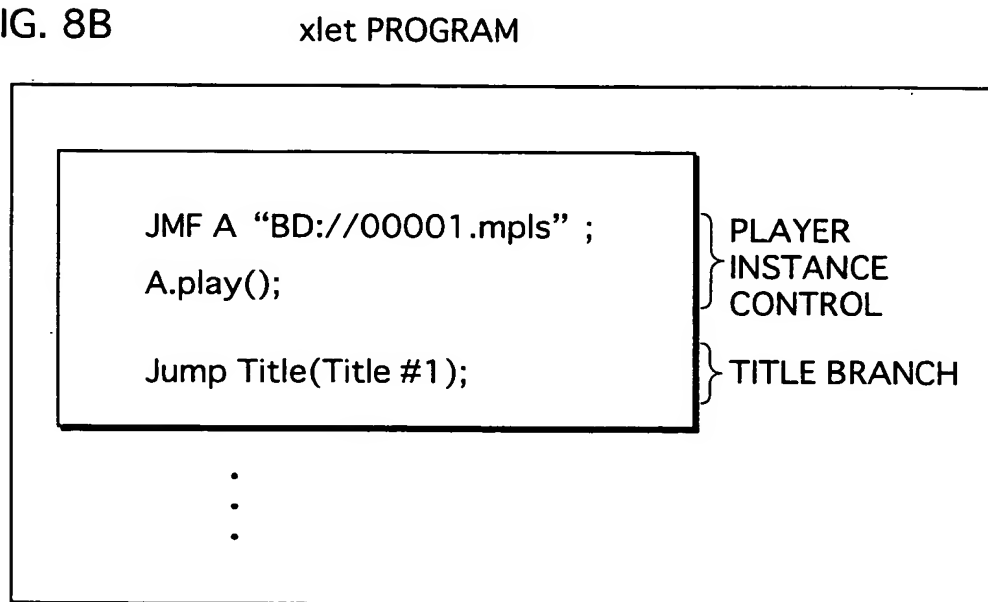 IG. 8B
xlet PROGRAM
JMF A “BD://00001.mpls” ;
A.play();
PLAYER
INSTANCE
CONTROL
Jump Title(Title #1);
TITLE BRANCH